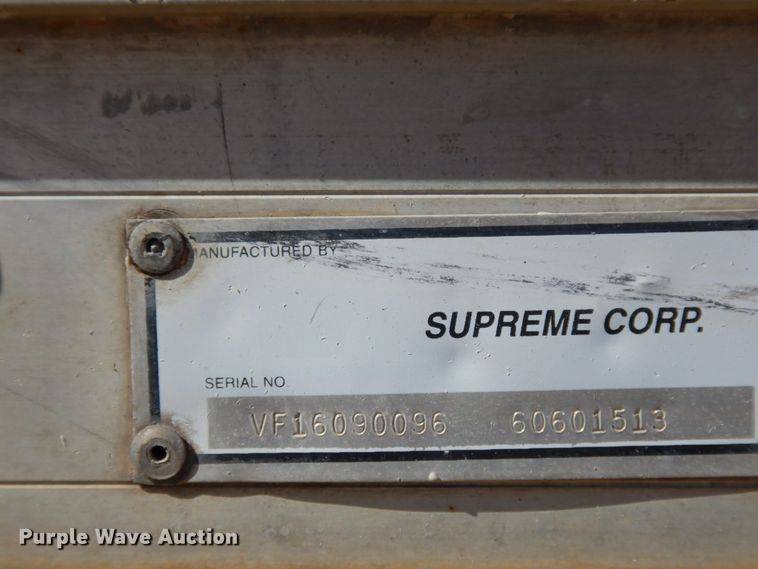 MANUFACTURED BY
SUPREME CORP.
SERIAL NO.
VF16090096 60601513
Purple Wave Auction